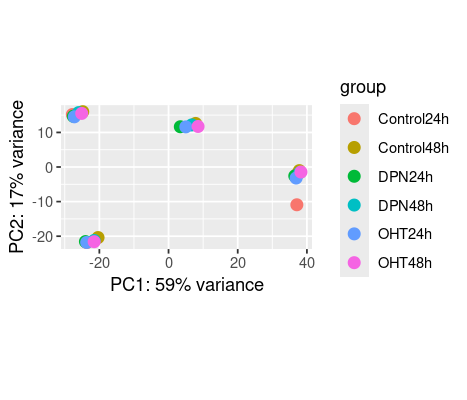 group
Control24h
Control48h
DPN24h
DPN48h
OHT24h
OHT48h
PC2: 17% variance
10
0
-10
-20
-20
0
20
40
PC1: 59% variance